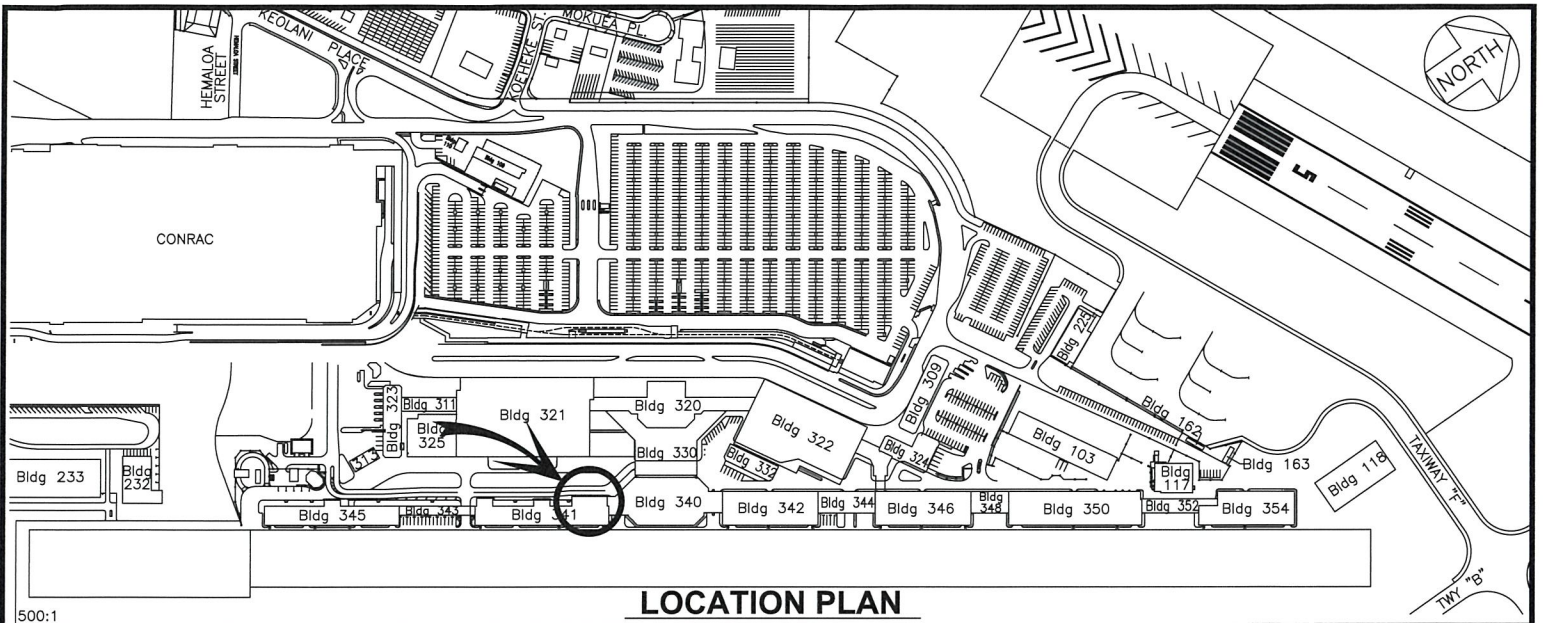 KEOLANI PLACE
HEMALOA
STREET
HEMALOA STREET
KOEHEKE ST.
MOKUEA PL.
NORTH
5
CONRAC
Bldg 225
Bldg 309
Bldg 323
Bldg 311
Bldg 321
Bldg 320
Bldg
325
313
Bldg 330
Bldg 332
Bldg 322
Bldg 324
Bldg 103
Bldg 162
Bldg 163
Bldg
117
Bldg 118
TAXIWAY "F"
Bldg 233
Bldg
232
Bldg 345
Bldg 343
Bldg 341
Bldg 340
Bldg 342
Bldg 344
Bldg 346
Bldg
348
Bldg 350
Bldg 352
Bldg 354
TWY "B"
500:1
LOCATION PLAN